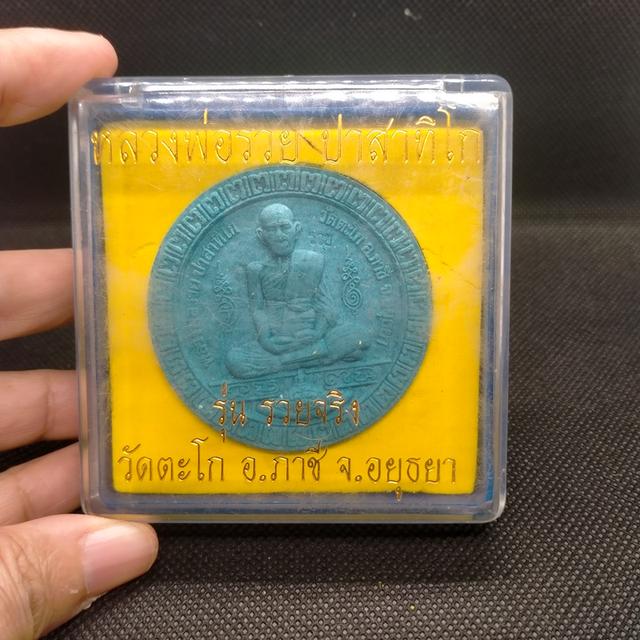 หลวงพ่อรวย ปาสาทิโก
รุ่น รวยจริง
วัดตะโก อ.ภาชี จ.อยุธยา